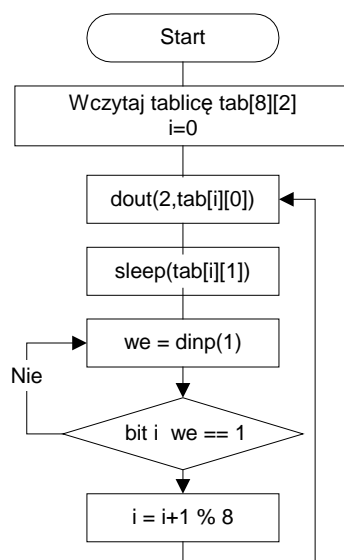 Start
Wczytaj tablicę tab[8][2]
i=0
dout(2,tab[i][0])
sleep(tab[i][1])
we = dinp(1)
Nie
bit i  we == 1
i = i+1 % 8